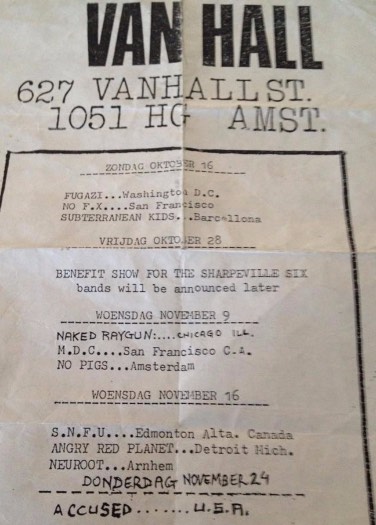 VAN HALL
627 VANHALLST.
1051 HG AMST.
ZONDAG OKTOBER 16
FUGAZI...Washington D.C.
NO F.X....San Francisco
SUBTERRANEAN KIDS...Barcellona
VRIJDAG OKTOBER 28
BENEFIT SHOW FOR THE SHARPEVILLE SIX
bands will be announced later
WOENSDAG NOVEMBER 9
NAKED RAYGUN:....CHICAGO ILL.
M.D.C....San Francisco C.A.
NO PIGS...Amsterdam
WOENSDAG NOVEMBER 16
S.N.F.U....Edmonton Alta. Canada
ANGRY RED PLANET...Detroit Mich.
NEUROOT...Arnhem
DONDERDAG NOVEMBER 24
ACCUSED.......U.S.A.